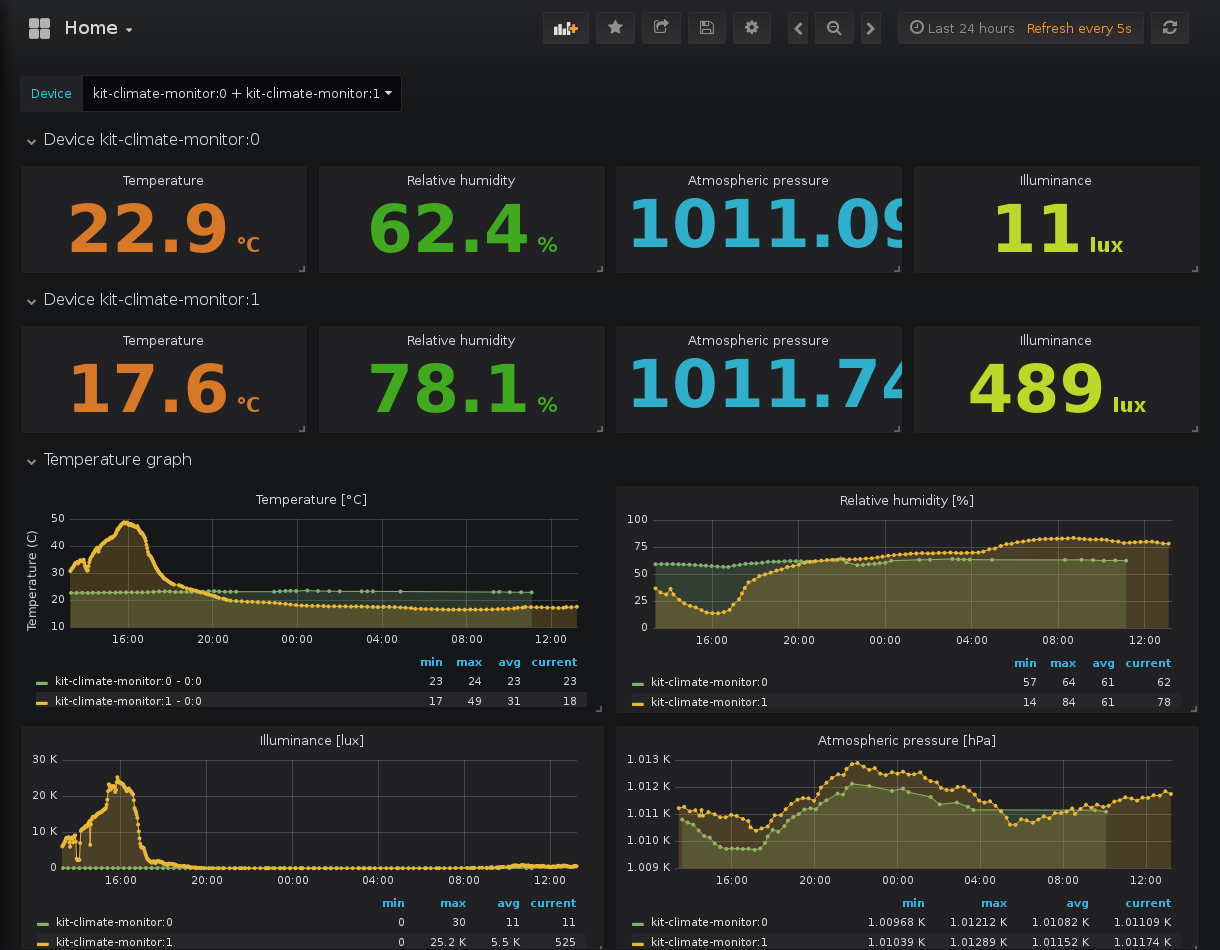 Home
Last 24 hours Refresh every 5s
Device kit-climate-monitor:0 + kit-climate-monitor:1
Device kit-climate-monitor:0
Temperature Relative humidity Atmospheric pressure Illuminance
22.9 °C 62.4 % 1011.09 11 lux
Device kit-climate-monitor:1
Temperature Relative humidity Atmospheric pressure Illuminance
17.6 °C 78.1 % 1011.74 489 lux
Temperature graph
Temperature [°C]
Temperature (C)
50
40
30
20
10
16:00 20:00 00:00 04:00 08:00 12:00
min max avg current
kit-climate-monitor:0 - 0:0 23 24 23 23
kit-climate-monitor:1 - 0:0 17 49 31 18
Relative humidity [%]
100
75
50
25
0
16:00 20:00 00:00 04:00 08:00 12:00
min max avg current
kit-climate-monitor:0 57 64 61 62
kit-climate-monitor:1 14 84 61 78
Illuminance [lux]
30 K
20 K
10 K
0
16:00 20:00 00:00 04:00 08:00 12:00
min max avg current
kit-climate-monitor:0 0 30 11 11
kit-climate-monitor:1 0 25.2 K 5.5 K 525
Atmospheric pressure [hPa]
1.013 K
1.012 K
1.011 K
1.010 K
1.009 K
16:00 20:00 00:00 04:00 08:00 12:00
min max avg current
kit-climate-monitor:0 1.00968 K 1.01212 K 1.01082 K 1.01109 K
kit-climate-monitor:1 1.01039 K 1.01289 K 1.01152 K 1.01174 K